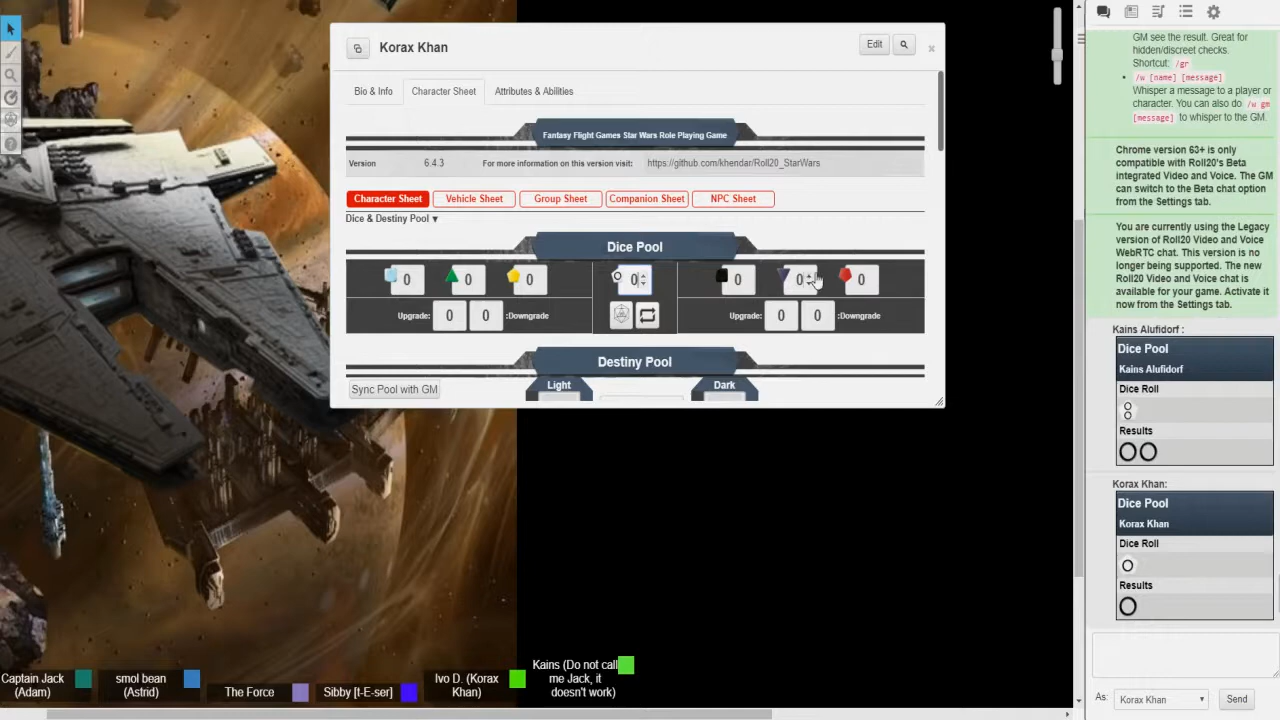 Korax Khan
Edit
Bio & Info
Character Sheet
Attributes & Abilities
Fantasy Flight Games Star Wars Role Playing Game
Version
6.4.3
For more information on this version visit:
https://github.com/khendar/Roll20_StarWars
Character Sheet
Vehicle Sheet
Group Sheet
Companion Sheet
NPC Sheet
Dice & Destiny Pool ▼
Dice Pool
0
0
0
0
0
0
0
Upgrade:
0
0
:Downgrade
Upgrade:
0
0
:Downgrade
Destiny Pool
Sync Pool with GM
Light
Dark
GM see the result. Great for
hidden/discreet checks.
Shortcut: /gr
• /w [name] [message]
Whisper a message to a player or
character. You can also do /w gm
[message] to whisper to the GM.
Chrome version 63+ is only
compatible with Roll20's Beta
integrated Video and Voice. The GM
can switch to the Beta chat option
from the Settings tab.
You are currently using the Legacy
version of Roll20 Video and Voice
WebRTC chat. This version is no
longer being supported. The new
Roll20 Video and Voice chat is
available for your game. Activate it
now from the Settings tab.
Kains Alufidorf :
Dice Pool
Kains Alufidorf
Dice Roll
Results
Korax Khan:
Dice Pool
Korax Khan
Dice Roll
Results
As:
Korax Khan
Send
Captain Jack
(Adam)
smol bean
(Astrid)
The Force
Sibby [t-E-ser]
Ivo D. (Korax
Khan)
Kains (Do not call
me Jack, it
doesn't work)